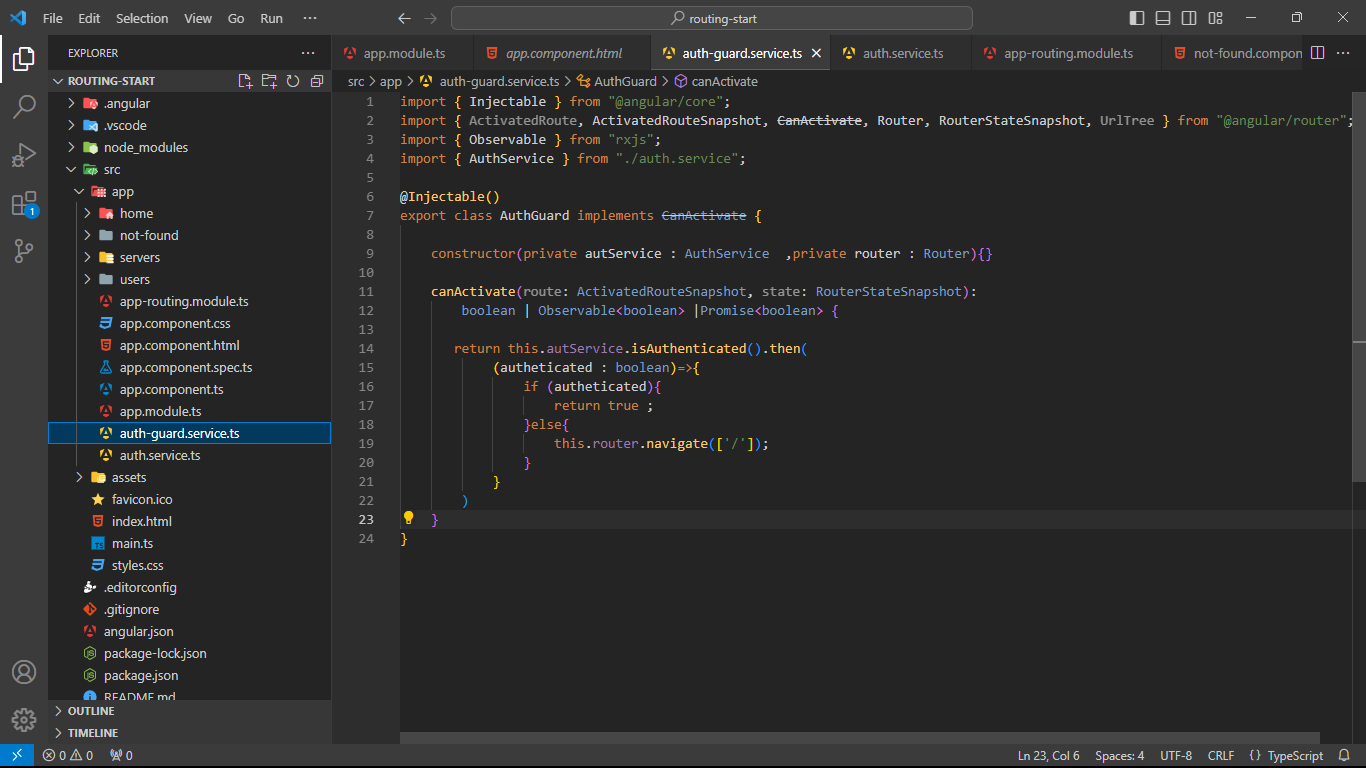 File Edit Selection View Go Run ···
routing-start
EXPLORER ···
ROUTING-START
.angular
.vscode
node_modules
src
app
home
not-found
servers
users
app-routing.module.ts
app.component.css
app.component.html
app.component.spec.ts
app.component.ts
app.module.ts
auth-guard.service.ts
auth.service.ts
assets
favicon.ico
index.html
main.ts
styles.css
.editorconfig
.gitignore
angular.json
package-lock.json
package.json
README.md
OUTLINE
TIMELINE
1
app.module.ts app.component.html auth-guard.service.ts auth.service.ts app-routing.module.ts not-found.compon ···
src > app > auth-guard.service.ts > AuthGuard > canActivate
1 import { Injectable } from "@angular/core";
2 import { ActivatedRoute, ActivatedRouteSnapshot, CanActivate, Router, RouterStateSnapshot, UrlTree } from "@angular/router";
3 import { Observable } from "rxjs";
4 import { AuthService } from "./auth.service";
5
6 @Injectable()
7 export class AuthGuard implements CanActivate {
8
9     constructor(private autService : AuthService  ,private router : Router){}
10
11     canActivate(route: ActivatedRouteSnapshot, state: RouterStateSnapshot):
12         boolean | Observable<boolean> |Promise<boolean> {
13
14        return this.autService.isAuthenticated().then(
15             (autheticated : boolean)=>{
16                 if (autheticated){
17                     return true ;
18                 }else{
19                     this.router.navigate(['/']);
20                 }
21             }
22         )
23     }
24 }
0 0 0 Ln 23, Col 6 Spaces: 4 UTF-8 CRLF {} TypeScript